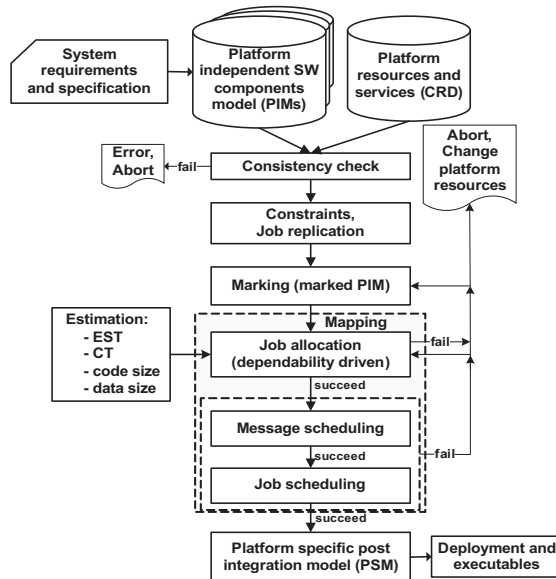 System
requirements
and specification
Platform
independent SW
components
model (PIMs)
Platform
resources and
services (CRD)
Error,
Abort
fail
Consistency check
Abort,
Change
platform
resources
Constraints,
Job replication
Marking (marked PIM)
Mapping
Estimation:
- EST
- CT
- code size
- data size
Job allocation
(dependability driven)
fail
succeed
Message scheduling
succeed
fail
Job scheduling
succeed
Platform specific post
integration model (PSM)
Deployment and
executables